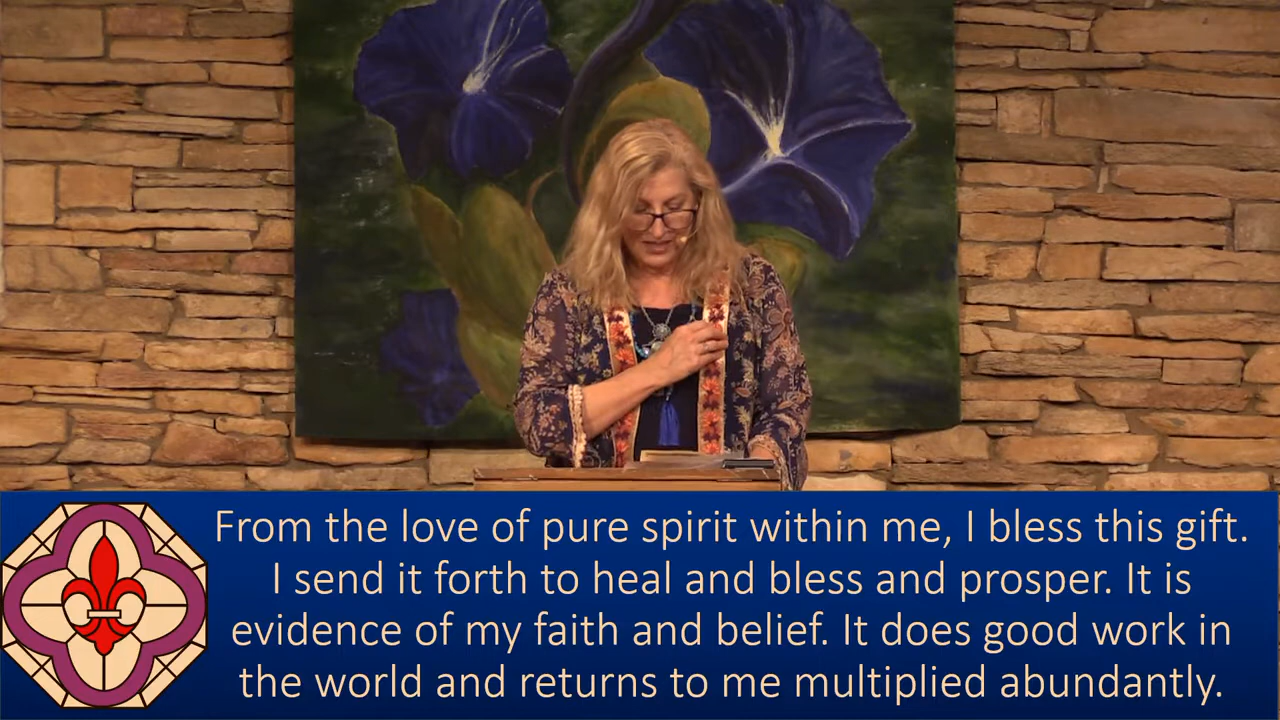 From the love of pure spirit within me, I bless this gift.
I send it forth to heal and bless and prosper. It is
evidence of my faith and belief. It does good work in
the world and returns to me multiplied abundantly.